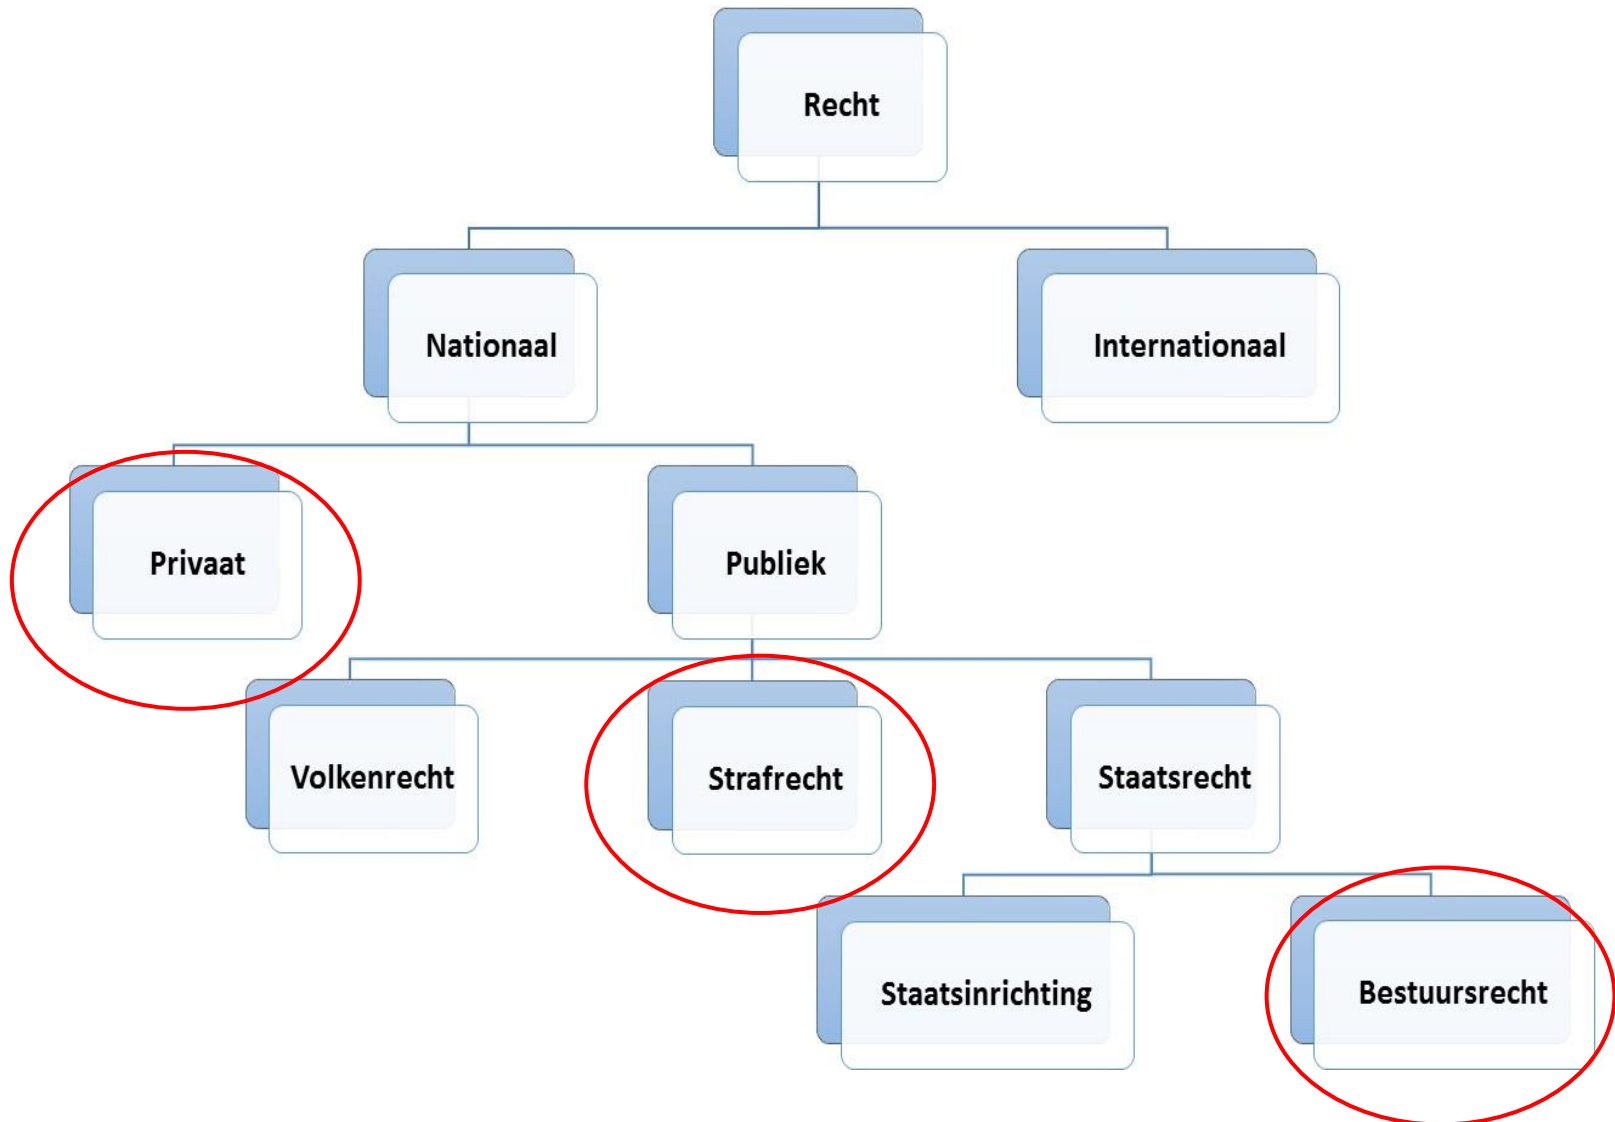 Recht
Nationaal
Internationaal
Privaat
Publiek
Volkenrecht
Strafrecht
Staatsrecht
Staatsinrichting
Bestuursrecht